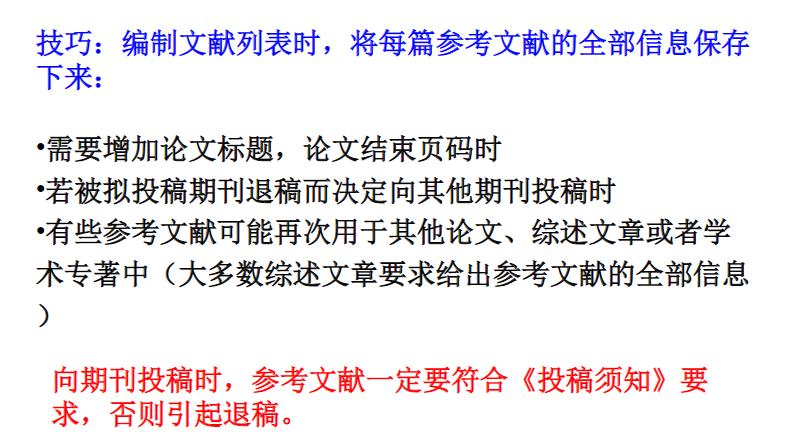 技巧：编制文献列表时，将每篇参考文献的全部信息保存
下来：
•需要增加论文标题，论文结束页码时
•若被拟投稿期刊退稿而决定向其他期刊投稿时
•有些参考文献可能再次用于其他论文、综述文章或者学
术专著中（大多数综述文章要求给出参考文献的全部信息
）
向期刊投稿时，参考文献一定要符合《投稿须知》要
求，否则引起退稿。